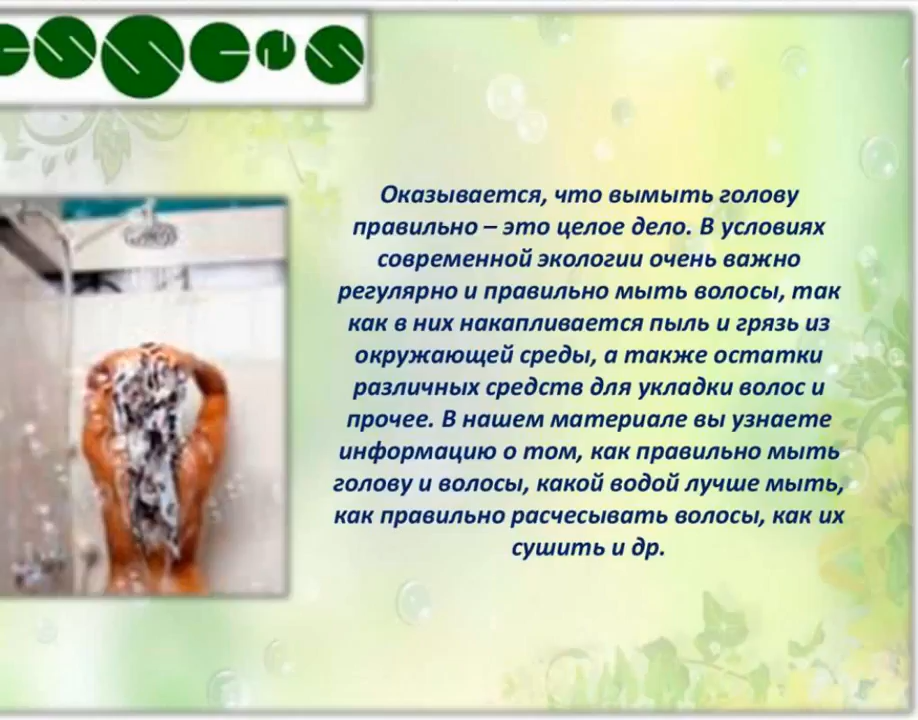 Оказывается, что вымыть голову
правильно – это целое дело. В условиях
современной экологии очень важно
регулярно и правильно мыть волосы, так
как в них накапливается пыль и грязь из
окружающей среды, а также остатки
различных средств для укладки волос и
прочее. В нашем материале вы узнаете
информацию о том, как правильно мыть
голову и волосы, какой водой лучше мыть,
как правильно расчесывать волосы, как их
сушить и др.